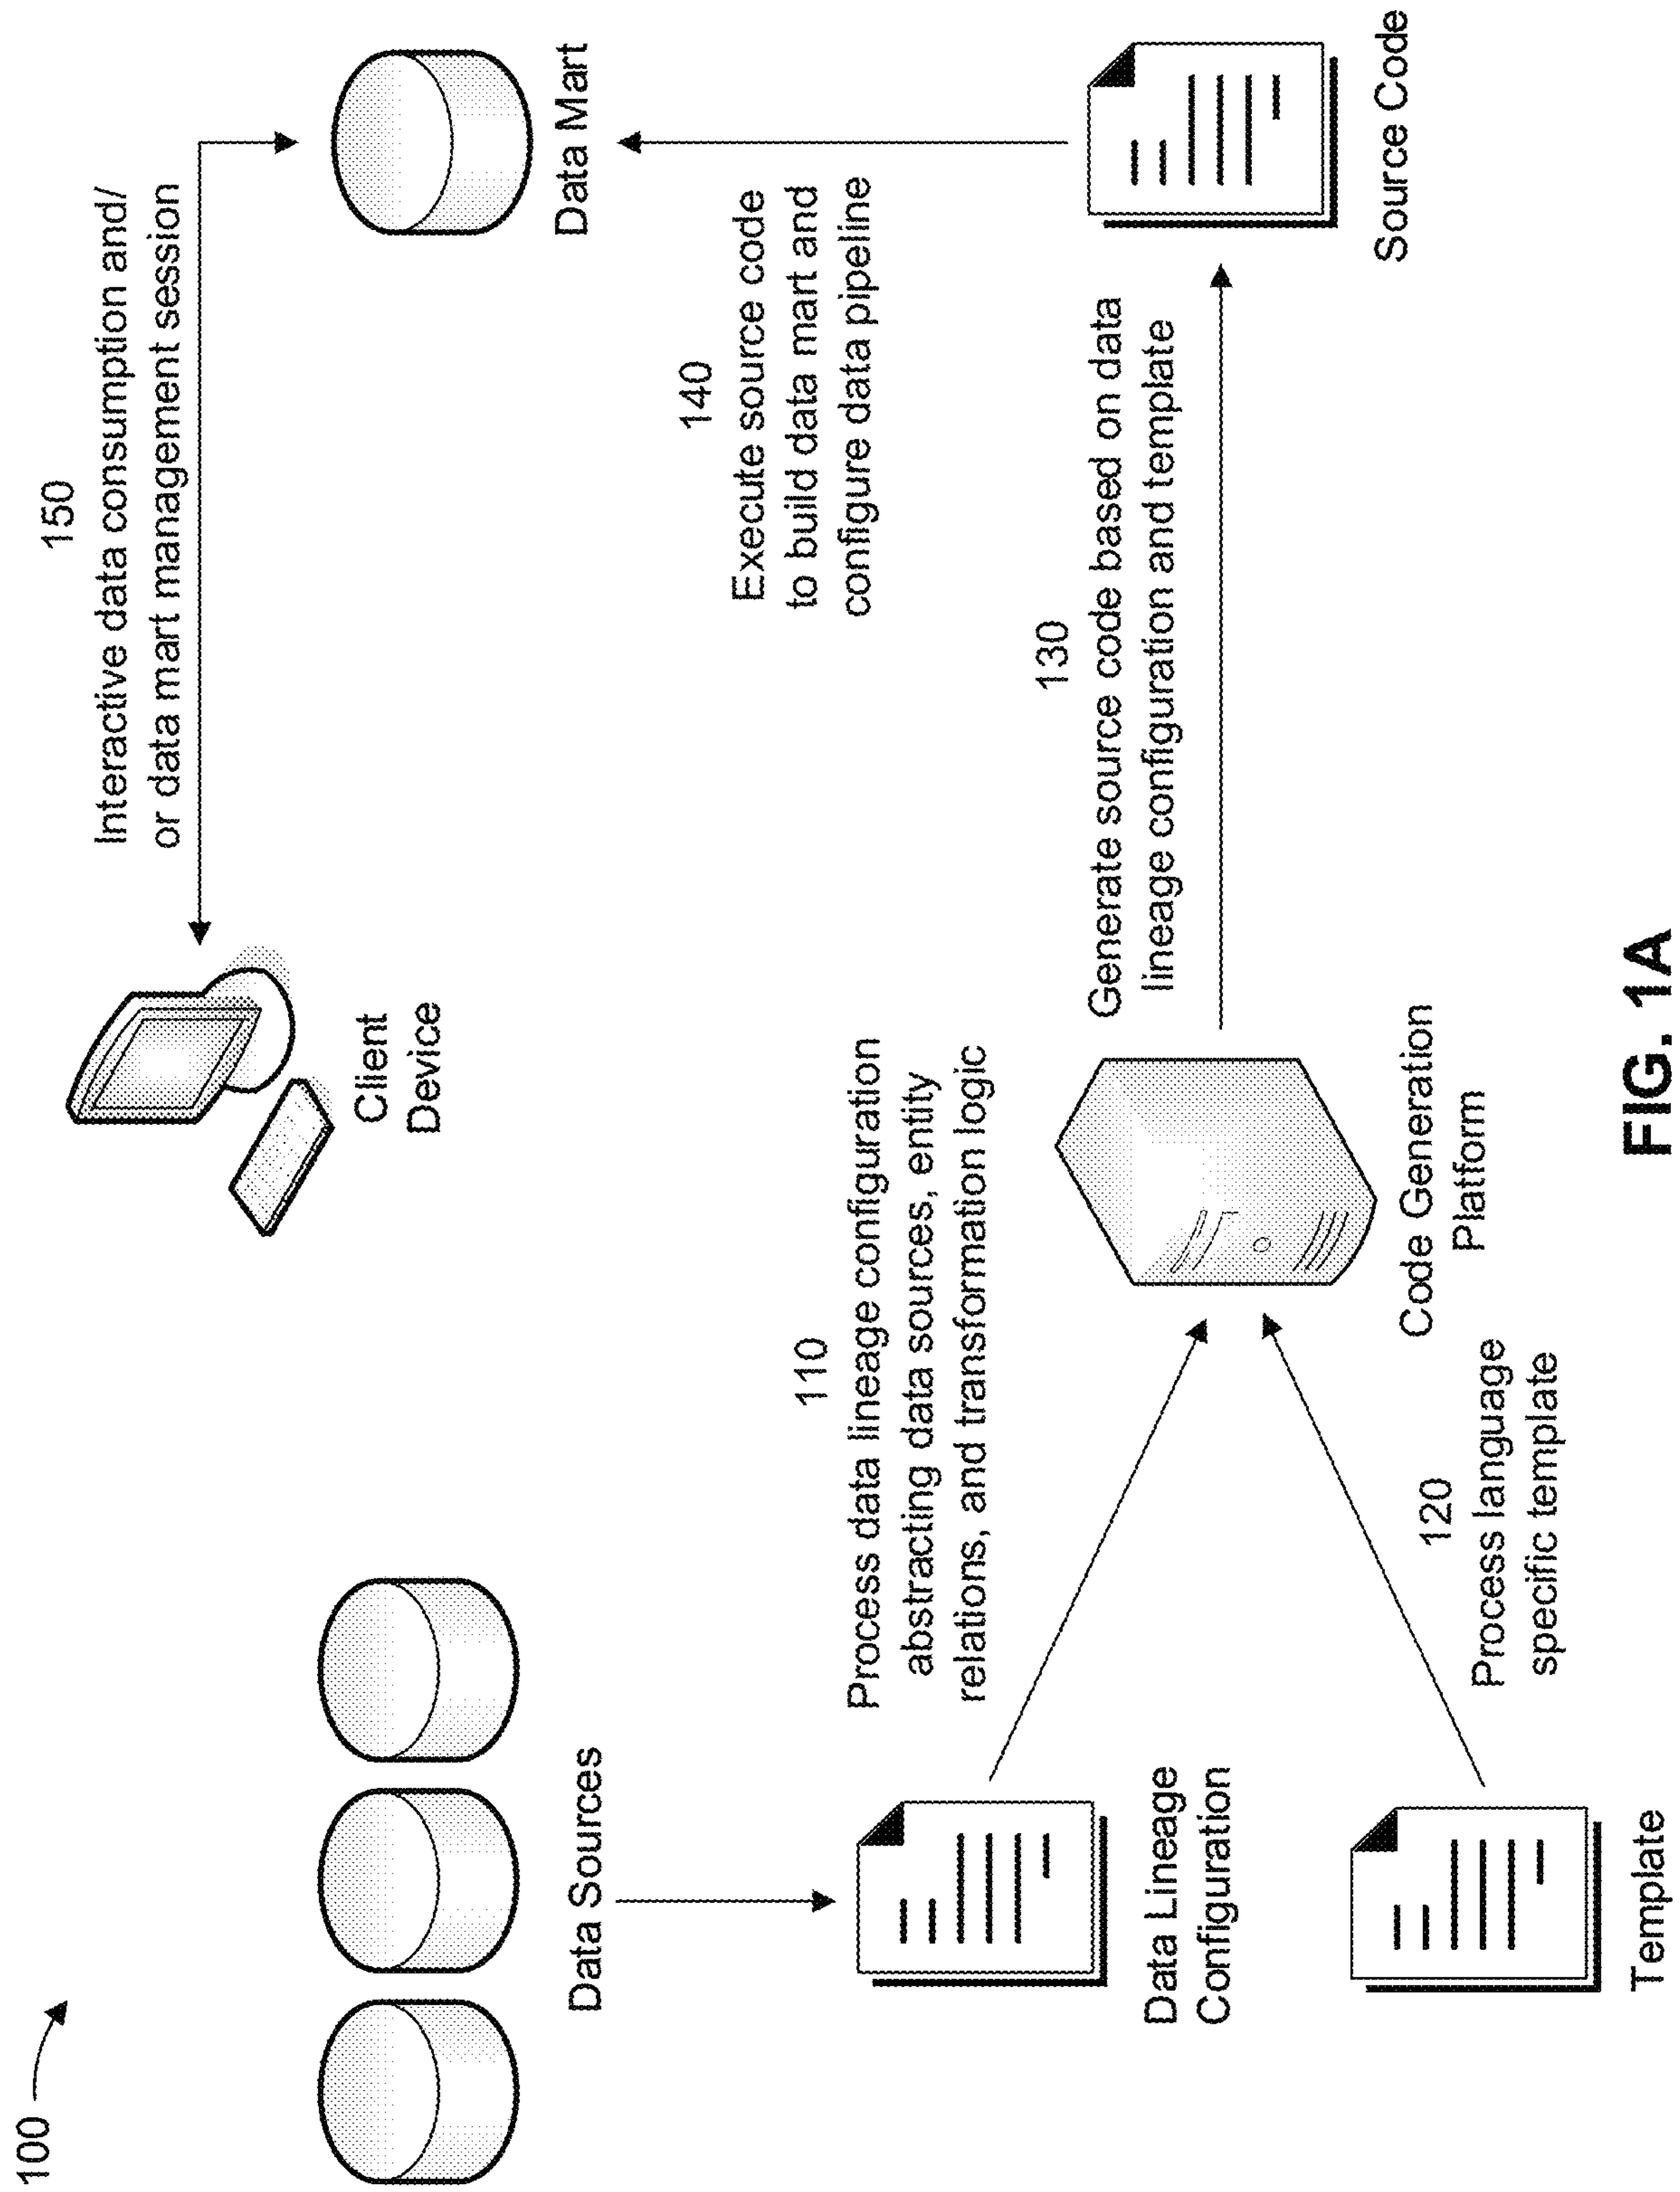 100
Data Sources
Client
Device
150
Interactive data consumption and/
or data mart management session
Data Mart
110
Process data lineage configuration
abstracting data sources, entity
relations, and transformation logic
140
Execute source code
to build data mart and
configure data pipeline
Data Lineage
Configuration
130
Generate source code based on data
lineage configuration and template
Source Code
Code Generation
Platform
120
Process language
specific template
Template
FIG. 1A